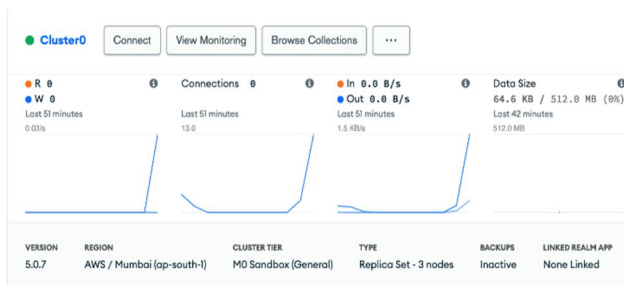 Cluster0 Connect View Monitoring Browse Collections ...
R 0 Connections 0 In 0.0 B/s Data Size
W 0 Out 0.0 B/s 64.6 KB / 512.0 MB (0%)
Last 51 minutes Last 51 minutes Last 51 minutes Last 42 minutes
0.03/s 13.0 1.5 KB/s 512.0 MB
VERSION REGION CLUSTER TIER TYPE BACKUPS LINKED REALM APP
5.0.7 AWS / Mumbai (ap-south-1) M0 Sandbox (General) Replica Set - 3 nodes Inactive None Linked